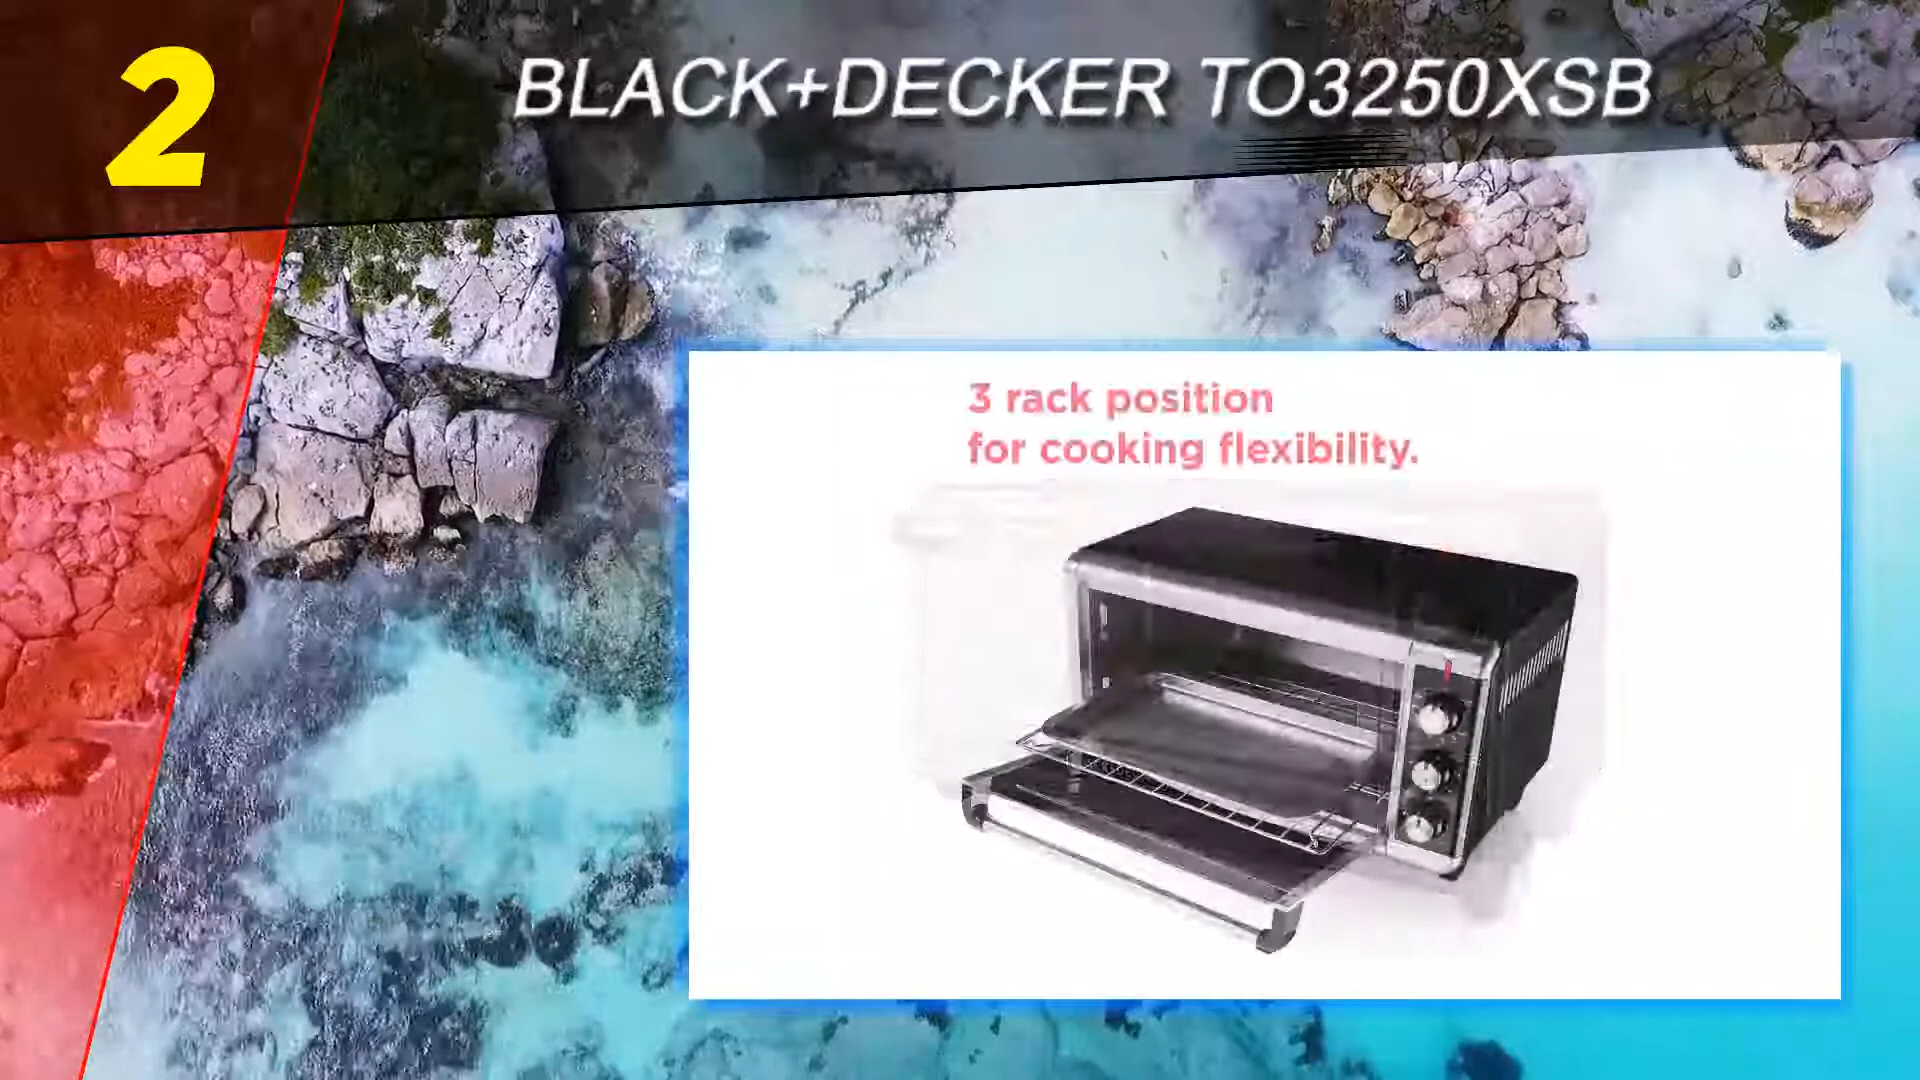 2
BLACK+DECKER TO3250XSB
3 rack position
for cooking flexibility.